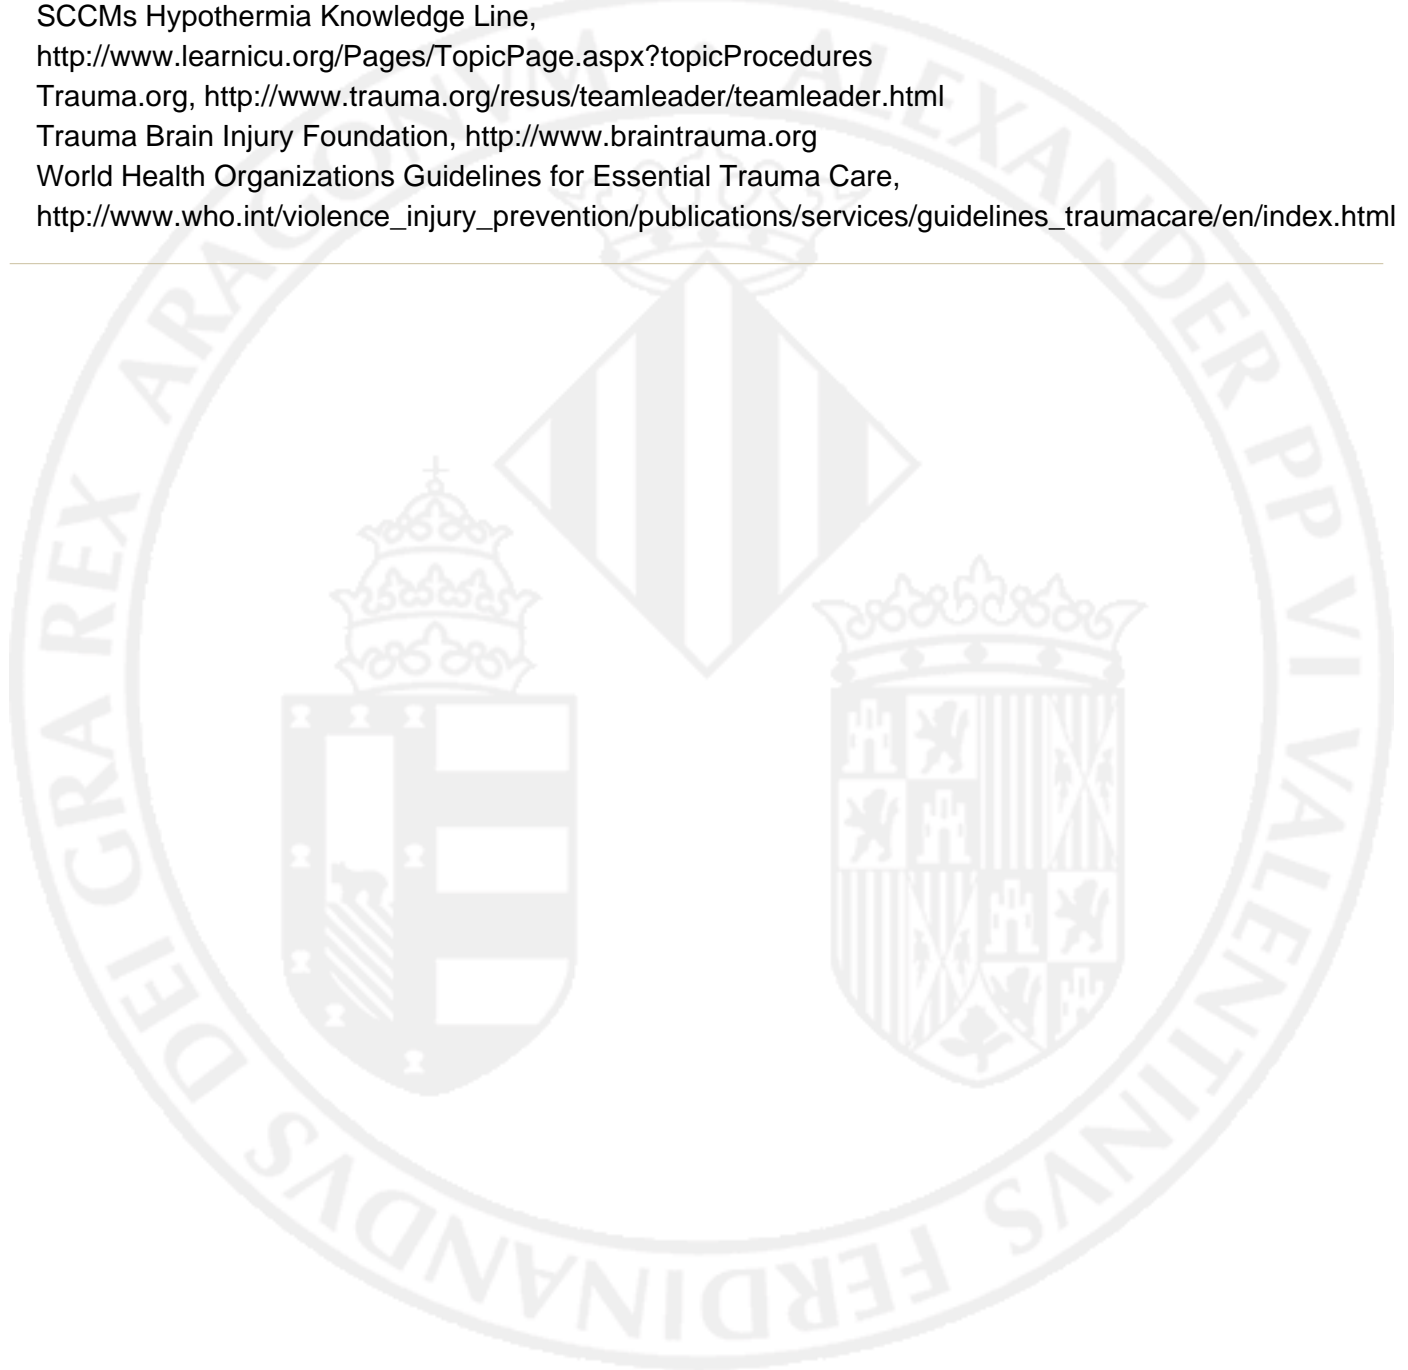 SCCMs Hypothermia Knowledge Line,
http://www.learnicu.org/Pages/TopicPage.aspx?topicProcedures
Trauma.org, http://www.trauma.org/resus/teamleader/teamleader.html
Trauma Brain Injury Foundation, http://www.braintrauma.org
World Health Organizations Guidelines for Essential Trauma Care,
http://www.who.int/violence_injury_prevention/publications/services/guidelines_traumacare/en/index.html
ALEXANDER PP VI VALENTINVS FERDINANDVS DEI GRA REX ARAGONVM